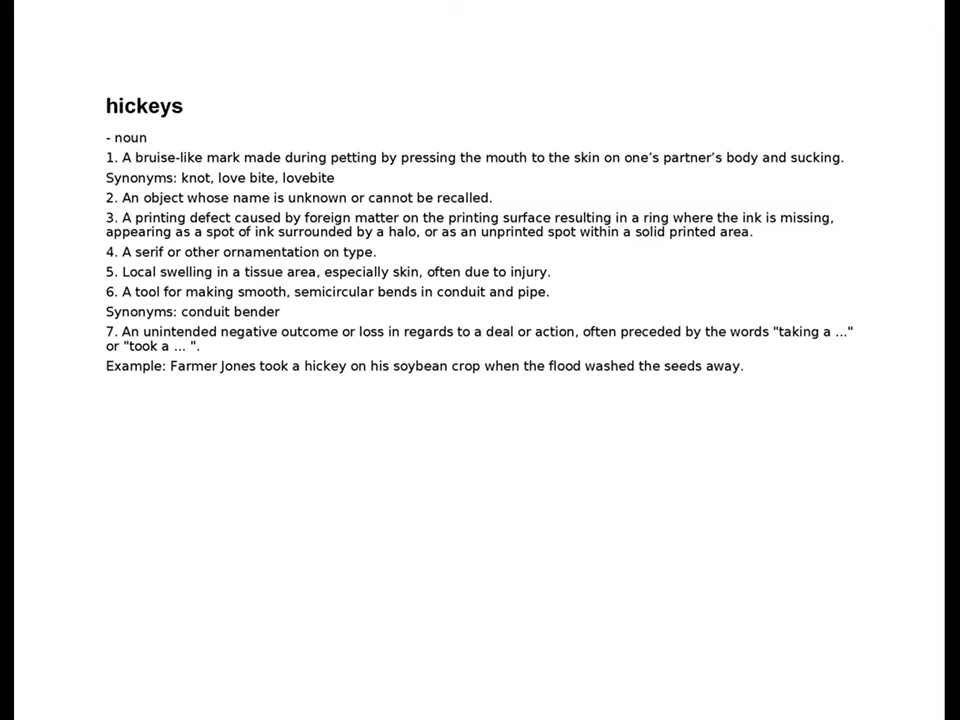 hickeys
- noun
1. A bruise-like mark made during petting by pressing the mouth to the skin on one’s partner’s body and sucking.
Synonyms: knot, love bite, lovebite
2. An object whose name is unknown or cannot be recalled.
3. A printing defect caused by foreign matter on the printing surface resulting in a ring where the ink is missing,
appearing as a spot of ink surrounded by a halo, or as an unprinted spot within a solid printed area.
4. A serif or other ornamentation on type.
5. Local swelling in a tissue area, especially skin, often due to injury.
6. A tool for making smooth, semicircular bends in conduit and pipe.
Synonyms: conduit bender
7. An unintended negative outcome or loss in regards to a deal or action, often preceded by the words "taking a ..."
or "took a ... ".
Example: Farmer Jones took a hickey on his soybean crop when the flood washed the seeds away.